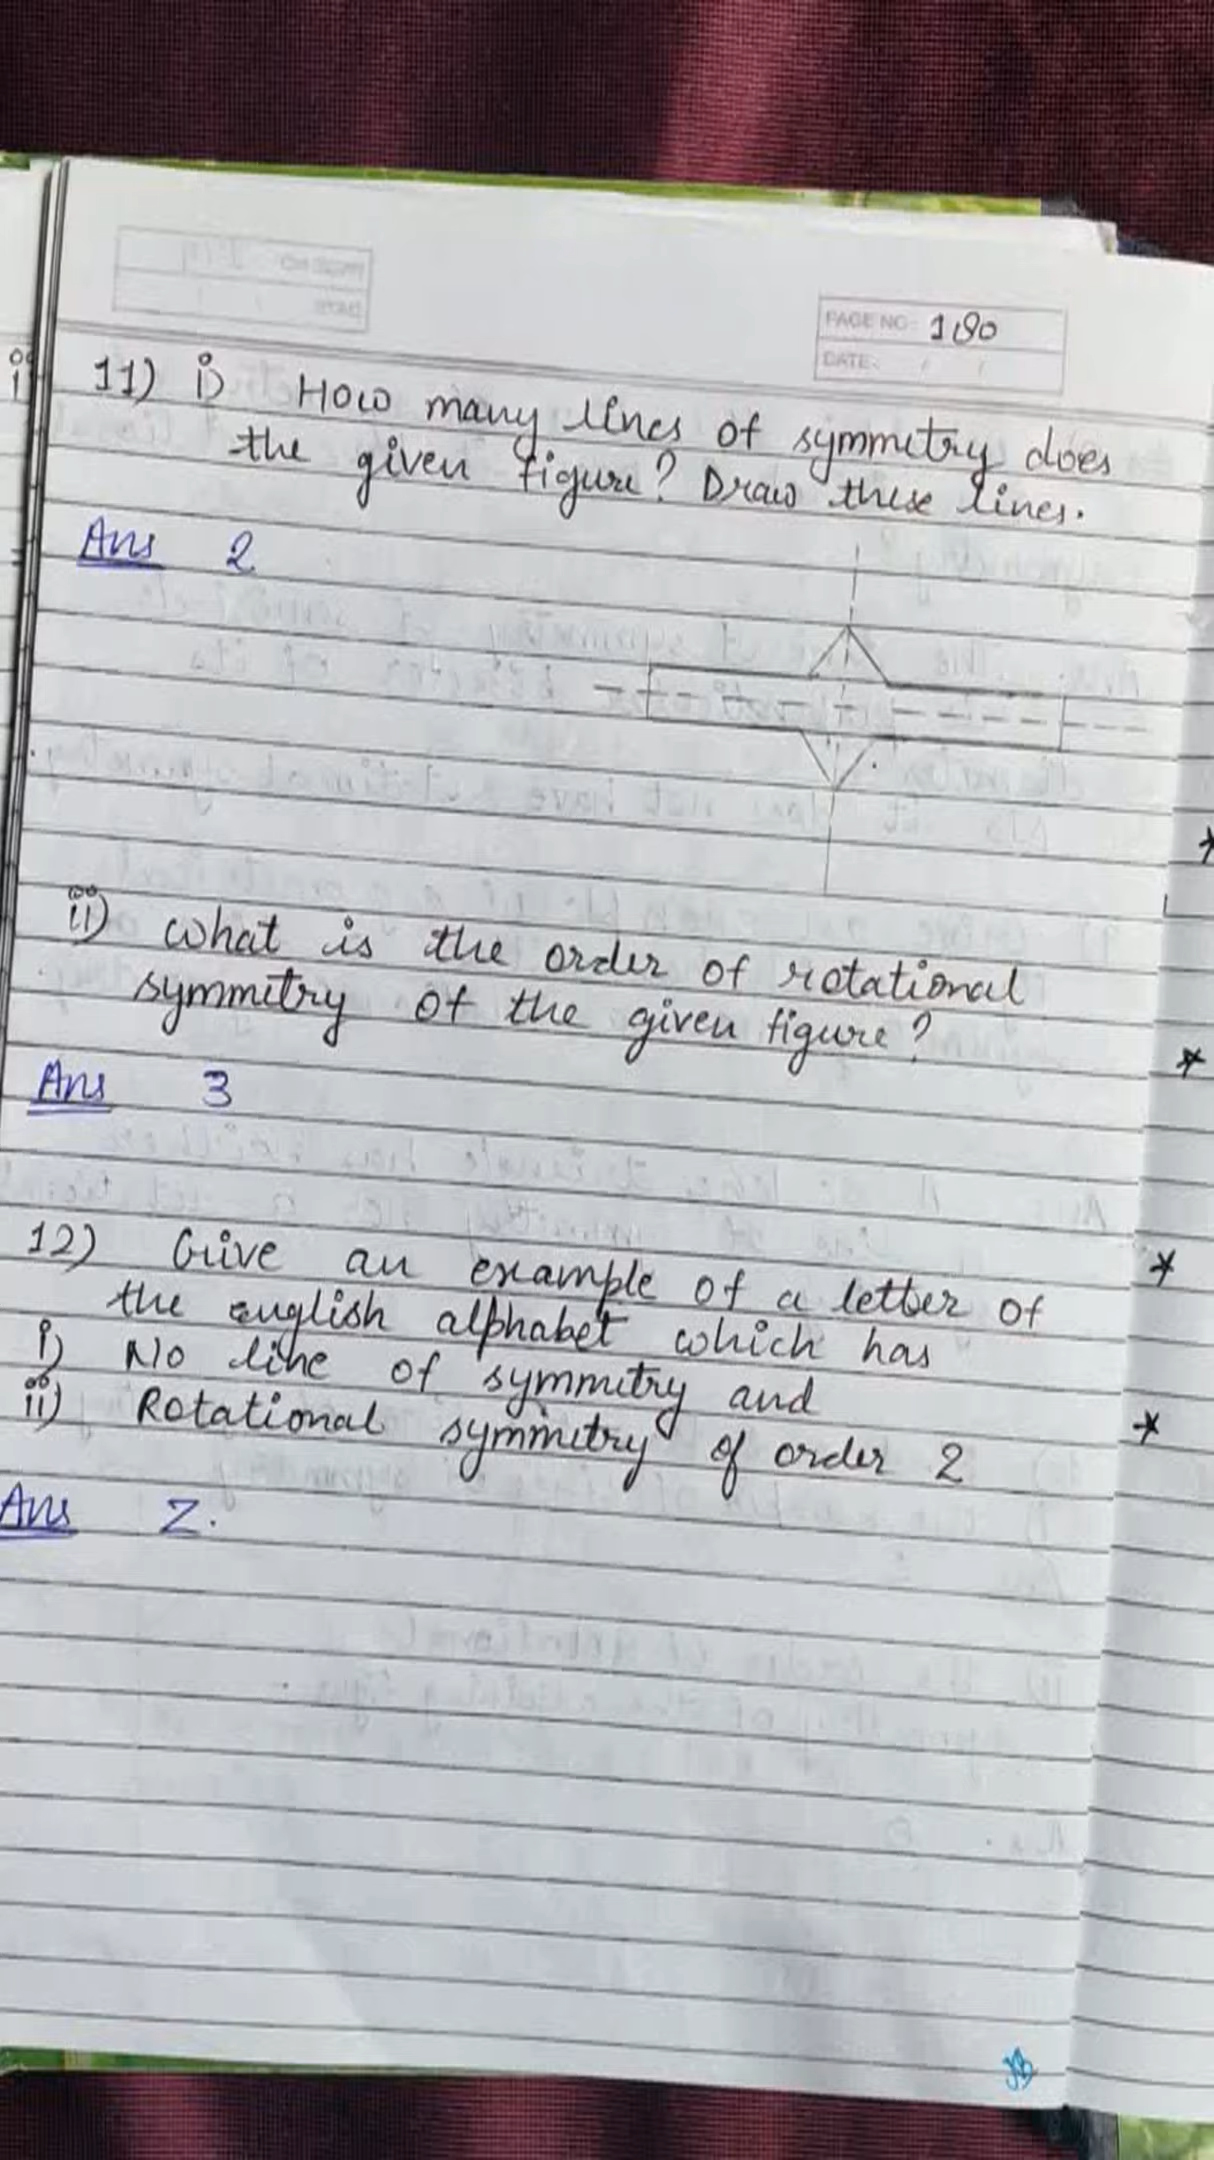 PAGE NO: 180
DATE: / /
11) i) How many lines of symmetry does
the given figure? Draw these lines.
Ans 2
ii) What is the order of rotational
symmetry of the given figure?
Ans 3
12) Give an example of a letter of
the english alphabet which has
i) No line of symmetry and
ii) Rotational symmetry of order 2
Ans Z.